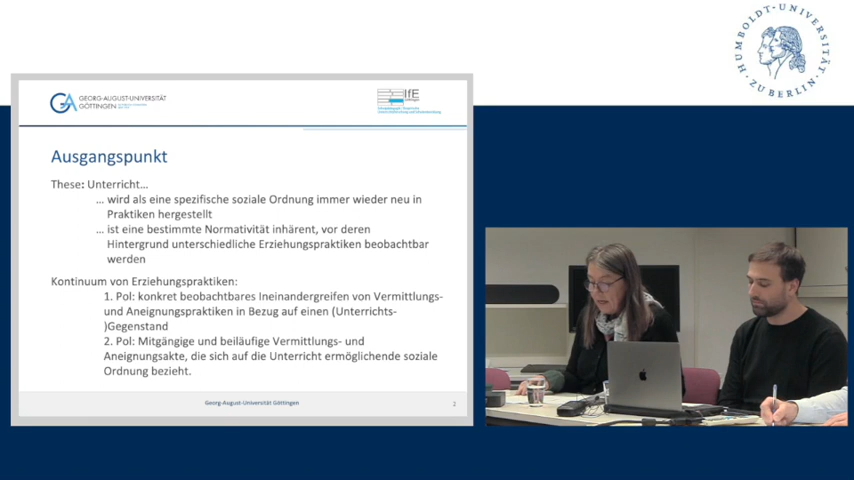 HUMBOLDT-UNIVERSITÄT
ZU BERLIN
GEORG-AUGUST-UNIVERSITÄT
GÖTTINGEN
IfE
Göttingen
Ausgangspunkt
These: Unterricht…
… wird als eine spezifische soziale Ordnung immer wieder neu in
Praktiken hergestellt
… ist eine bestimmte Normativität inhärent, vor deren
Hintergrund unterschiedliche Erziehungspraktiken beobachtbar
werden
Kontinuum von Erziehungspraktiken:
1. Pol: konkret beobachtbares Ineinandergreifen von Vermittlungs-
und Aneignungspraktiken in Bezug auf einen (Unterrichts-
)Gegenstand
2. Pol: Mitgängige und beiläufige Vermittlungs- und
Aneignungsakte, die sich auf die Unterricht ermöglichende soziale
Ordnung bezieht.
Georg-August-Universität Göttingen
2